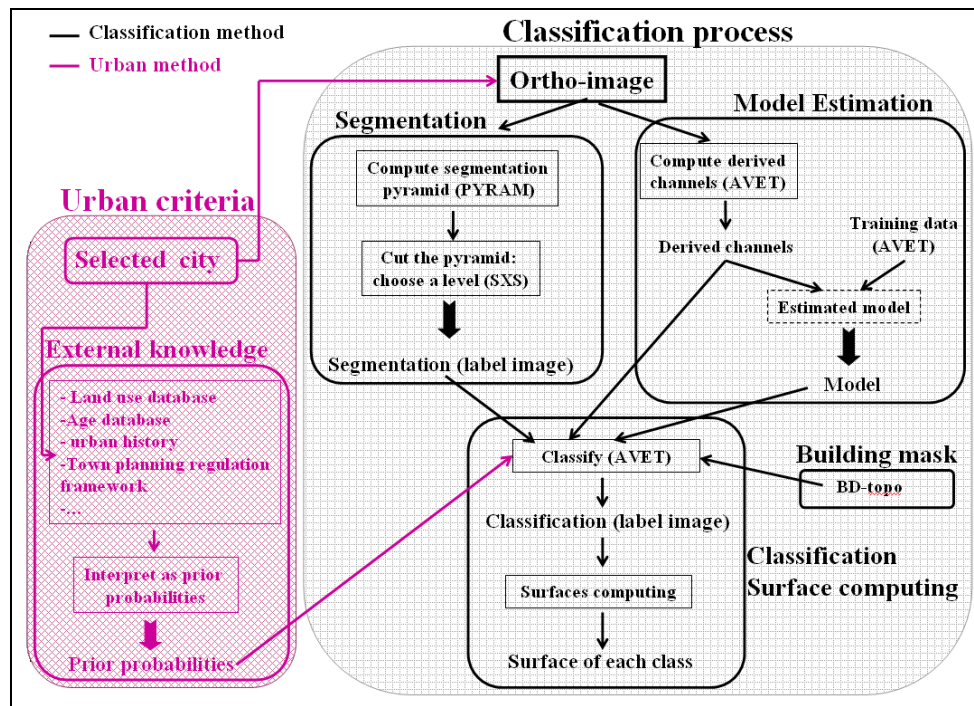 Classification method
Urban method
Classification process
Ortho-image
Segmentation
Model Estimation
Compute segmentation
pyramid (PYRAM)
Cut the pyramid:
choose a level (SXS)
Segmentation (label image)
Compute derived
channels (AVET)
Derived channels
Training data
(AVET)
Estimated model
Model
Urban criteria
Selected city
External knowledge
- Land use database
-Age database
- urban history
-Town planning regulation
framework
-...
Interpret as prior
probabilities
Prior probabilities
Classify (AVET)
Classification (label image)
Surfaces computing
Surface of each class
Building mask
BD-topo
Classification
Surface computing